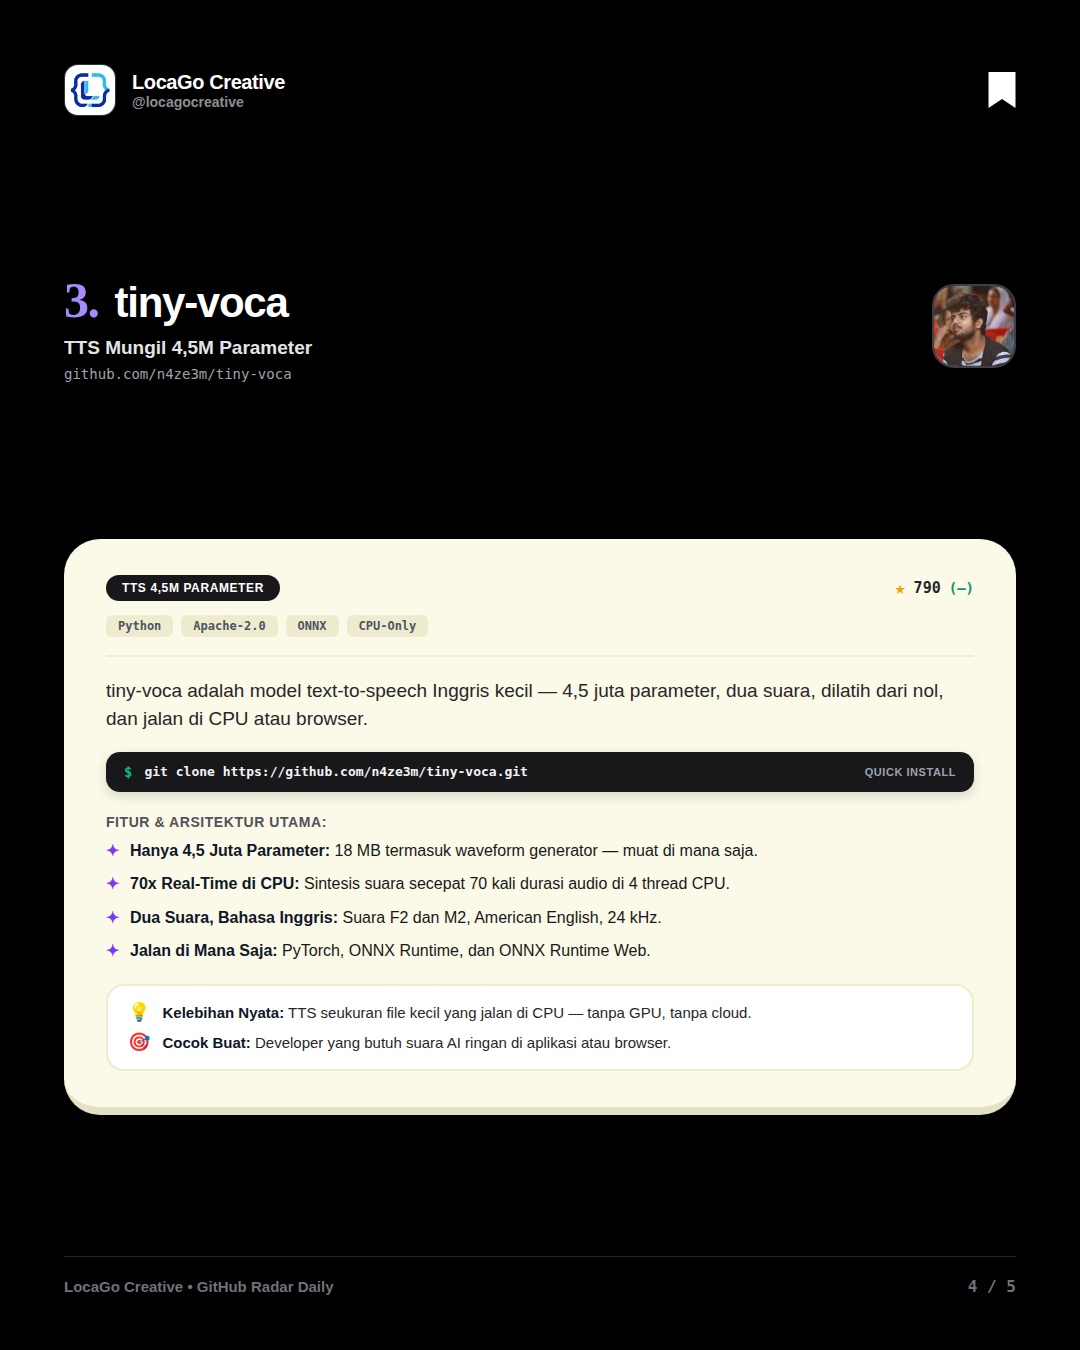 LocaGo Creative
@locagocreative
3. tiny-voca
TTS Mungil 4,5M Parameter
github.com/n4ze3m/tiny-voca
TTS 4,5M PARAMETER
★ 790 (—)
Python Apache-2.0 ONNX CPU-Only
tiny-voca adalah model text-to-speech Inggris kecil — 4,5 juta parameter, dua suara, dilatih dari nol,
dan jalan di CPU atau browser.
$ git clone https://github.com/n4ze3m/tiny-voca.git QUICK INSTALL
FITUR & ARSITEKTUR UTAMA:
✦ Hanya 4,5 Juta Parameter: 18 MB termasuk waveform generator — muat di mana saja.
✦ 70x Real-Time di CPU: Sintesis suara secepat 70 kali durasi audio di 4 thread CPU.
✦ Dua Suara, Bahasa Inggris: Suara F2 dan M2, American English, 24 kHz.
✦ Jalan di Mana Saja: PyTorch, ONNX Runtime, dan ONNX Runtime Web.
💡 Kelebihan Nyata: TTS seukuran file kecil yang jalan di CPU — tanpa GPU, tanpa cloud.
🎯 Cocok Buat: Developer yang butuh suara AI ringan di aplikasi atau browser.
LocaGo Creative • GitHub Radar Daily
4 / 5